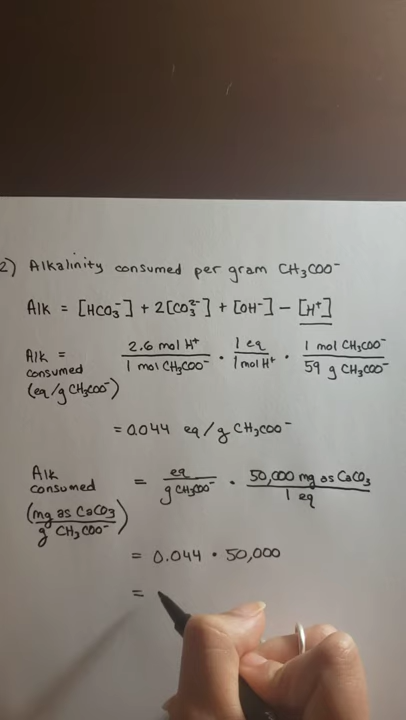 2) Alkalinity consumed per gram CH₃COO⁻
Alk = [HCO₃⁻] + 2[CO₃²⁻] + [OH⁻] - [H⁺]
Alk = consumed (eq/g CH₃COO⁻) 2.6 mol H⁺ / 1 mol CH₃COO⁻ · 1 eq / 1 mol H⁺ · 1 mol CH₃COO⁻ / 59 g CH₃COO⁻
= 0.044 eq/g CH₃COO⁻
Alk consumed (mg as CaCO₃ / g CH₃COO⁻) = eq / g CH₃COO⁻ · 50,000 mg as CaCO₃ / 1 eq
= 0.044 · 50,000
=